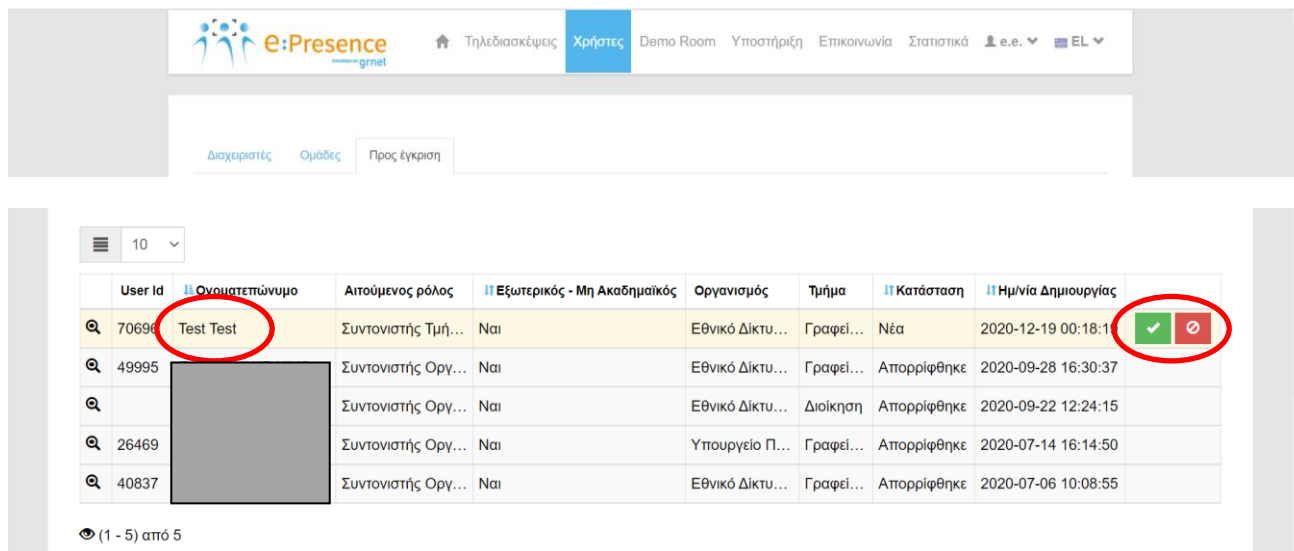 e:Presence
POWERED BY grnet
Τηλεδιασκέψεις Χρήστες Demo Room Υποστήριξη Επικοινωνία Στατιστικά e.e. EL
Διαχειριστές Ομάδες Προς έγκριση
10
User Id Ονοματεπώνυμο Αιτούμενος ρόλος Εξωτερικός - Μη Ακαδημαϊκός Οργανισμός Τμήμα Κατάσταση Ημ/νία Δημιουργίας
70696 Test Test Συντονιστής Τμή... Ναι Εθνικό Δίκτυ... Γραφεί... Νέα 2020-12-19 00:18:19
49995 Συντονιστής Οργ... Ναι Εθνικό Δίκτυ... Γραφεί... Απορρίφθηκε 2020-09-28 16:30:37
Συντονιστής Οργ... Ναι Εθνικό Δίκτυ... Διοίκηση Απορρίφθηκε 2020-09-22 12:24:15
26469 Συντονιστής Οργ... Ναι Υπουργείο Π... Γραφεί... Απορρίφθηκε 2020-07-14 16:14:50
40837 Συντονιστής Οργ... Ναι Εθνικό Δίκτυ... Γραφεί... Απορρίφθηκε 2020-07-06 10:08:55
(1 - 5) από 5